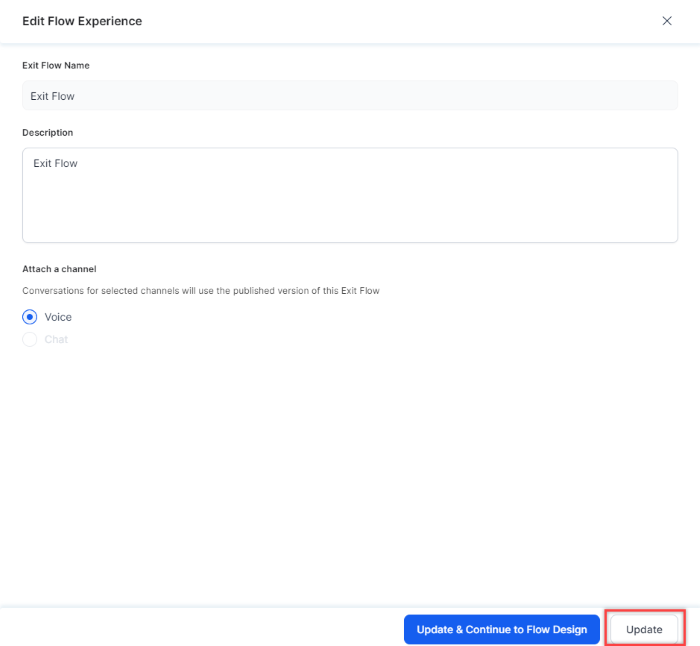 Edit Flow Experience
Exit Flow Name
Exit Flow
Description
Exit Flow
Attach a channel
Conversations for selected channels will use the published version of this Exit Flow
Voice
Chat
Update & Continue to Flow Design
Update